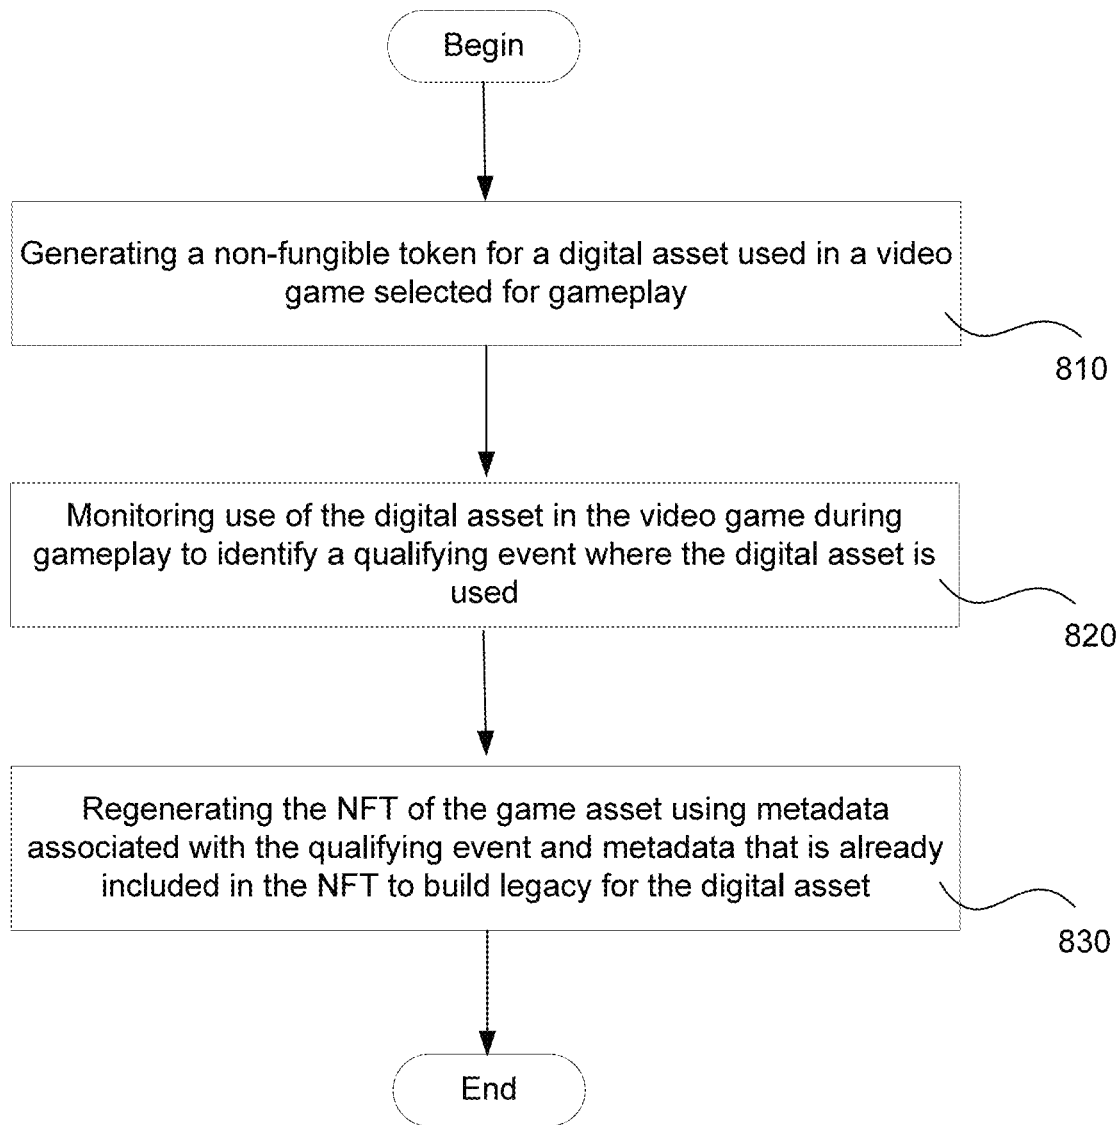 Begin
Generating a non-fungible token for a digital asset used in a video
game selected for gameplay
810
Monitoring use of the digital asset in the video game during
gameplay to identify a qualifying event where the digital asset is
used
820
Regenerating the NFT of the game asset using metadata
associated with the qualifying event and metadata that is already
included in the NFT to build legacy for the digital asset
830
End